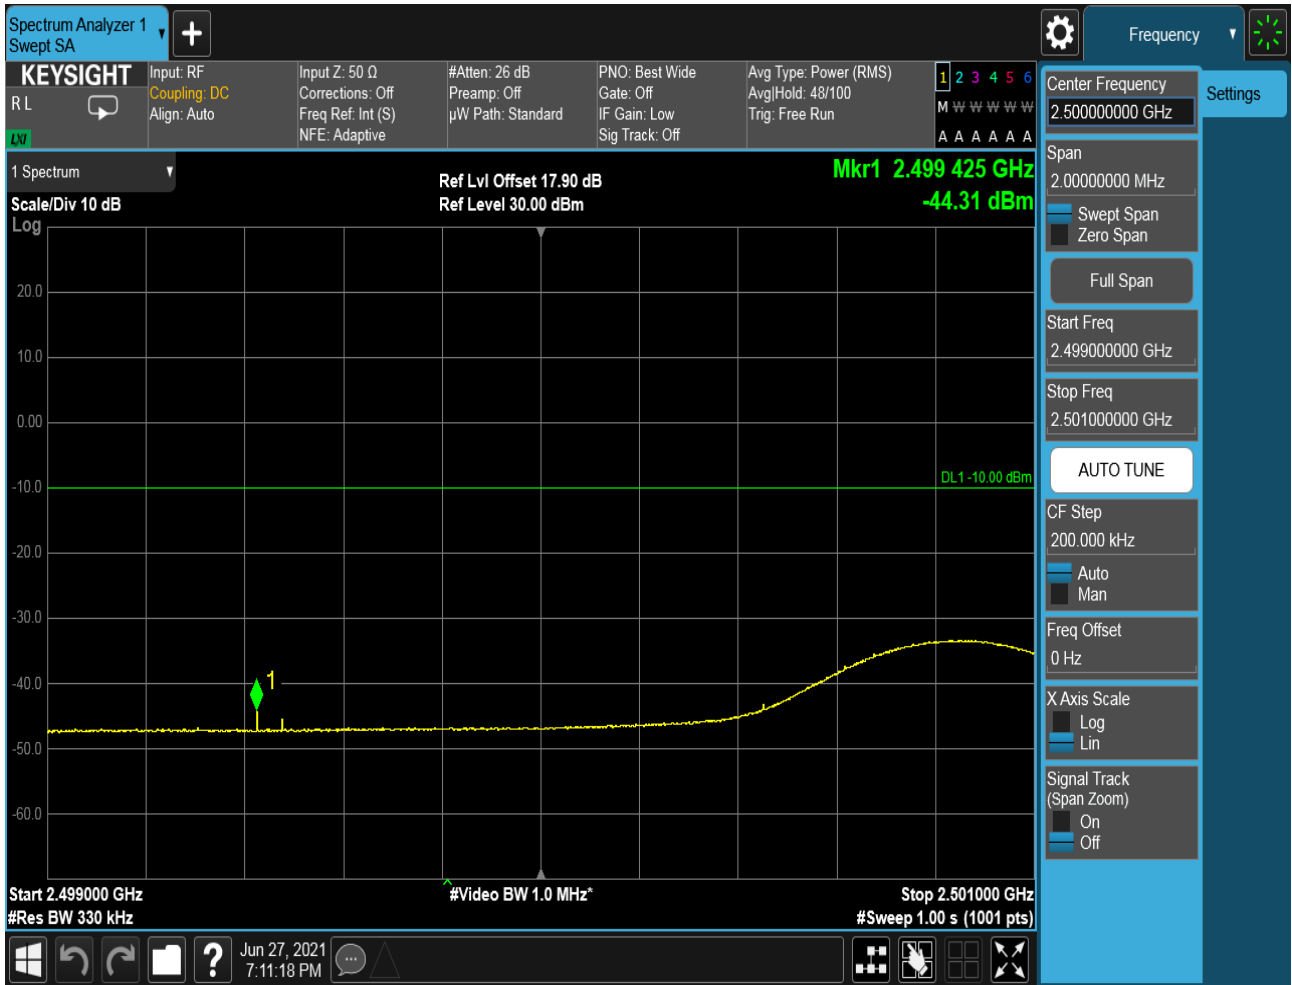 Spectrum Analyzer 1
Swept SA
Frequency
KEYSIGHT
R L
LXI
Input: RF
Coupling: DC
Align: Auto
Input Z: 50 Ω
Corrections: Off
Freq Ref: Int (S)
NFE: Adaptive
#Atten: 26 dB
Preamp: Off
µW Path: Standard
PNO: Best Wide
Gate: Off
IF Gain: Low
Sig Track: Off
Avg Type: Power (RMS)
Avg|Hold: 48/100
Trig: Free Run
1 2 3 4 5 6
M W W W W W
A A A A A A
1 Spectrum
Scale/Div 10 dB
Log
Ref Lvl Offset 17.90 dB
Ref Level 30.00 dBm
Mkr1 2.499 425 GHz
-44.31 dBm
20.0
10.0
0.00
-10.0
-20.0
-30.0
-40.0
-50.0
-60.0
DL1 -10.00 dBm
1
Start 2.499000 GHz
#Res BW 330 kHz
#Video BW 1.0 MHz*
Stop 2.501000 GHz
#Sweep 1.00 s (1001 pts)
Jun 27, 2021
7:11:18 PM
Center Frequency
2.500000000 GHz
Settings
Span
2.00000000 MHz
Swept Span
Zero Span
Full Span
Start Freq
2.499000000 GHz
Stop Freq
2.501000000 GHz
AUTO TUNE
CF Step
200.000 kHz
Auto
Man
Freq Offset
0 Hz
X Axis Scale
Log
Lin
Signal Track
(Span Zoom)
On
Off